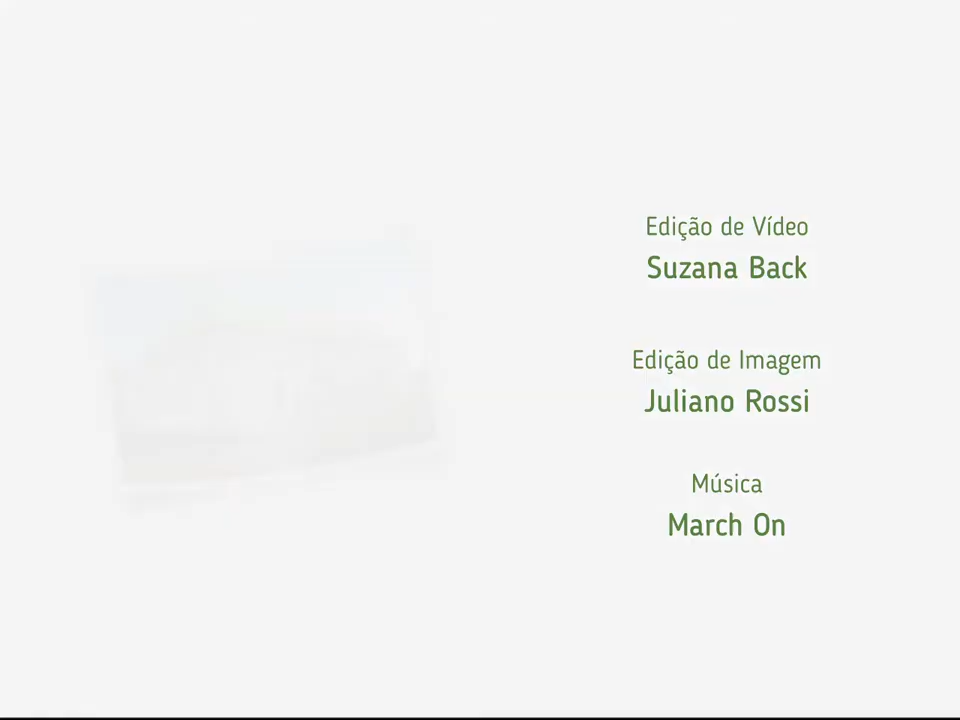 Edição de Vídeo
Suzana Back
Edição de Imagem
Juliano Rossi
Música
March On